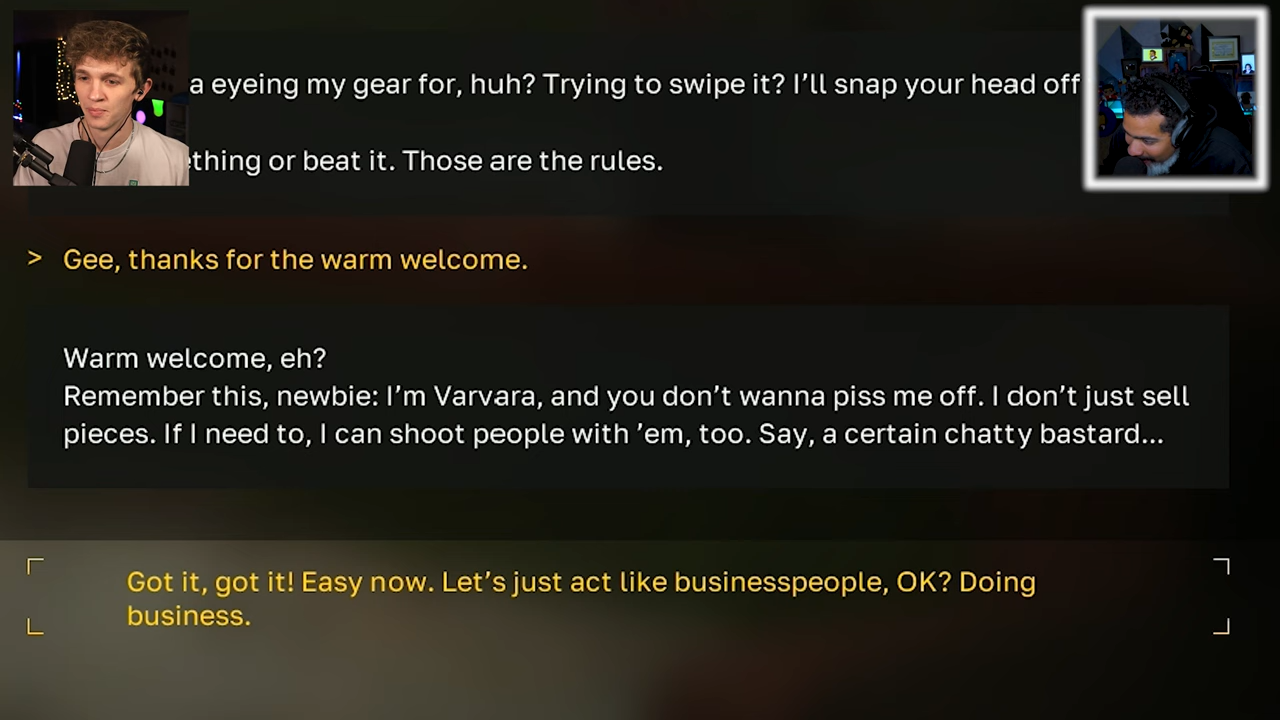 a eyeing my gear for, huh? Trying to swipe it? I’ll snap your head off
ething or beat it. Those are the rules.
> Gee, thanks for the warm welcome.
Warm welcome, eh?
Remember this, newbie: I’m Varvara, and you don’t wanna piss me off. I don’t just sell
pieces. If I need to, I can shoot people with ’em, too. Say, a certain chatty bastard...
Got it, got it! Easy now. Let’s just act like businesspeople, OK? Doing
business.